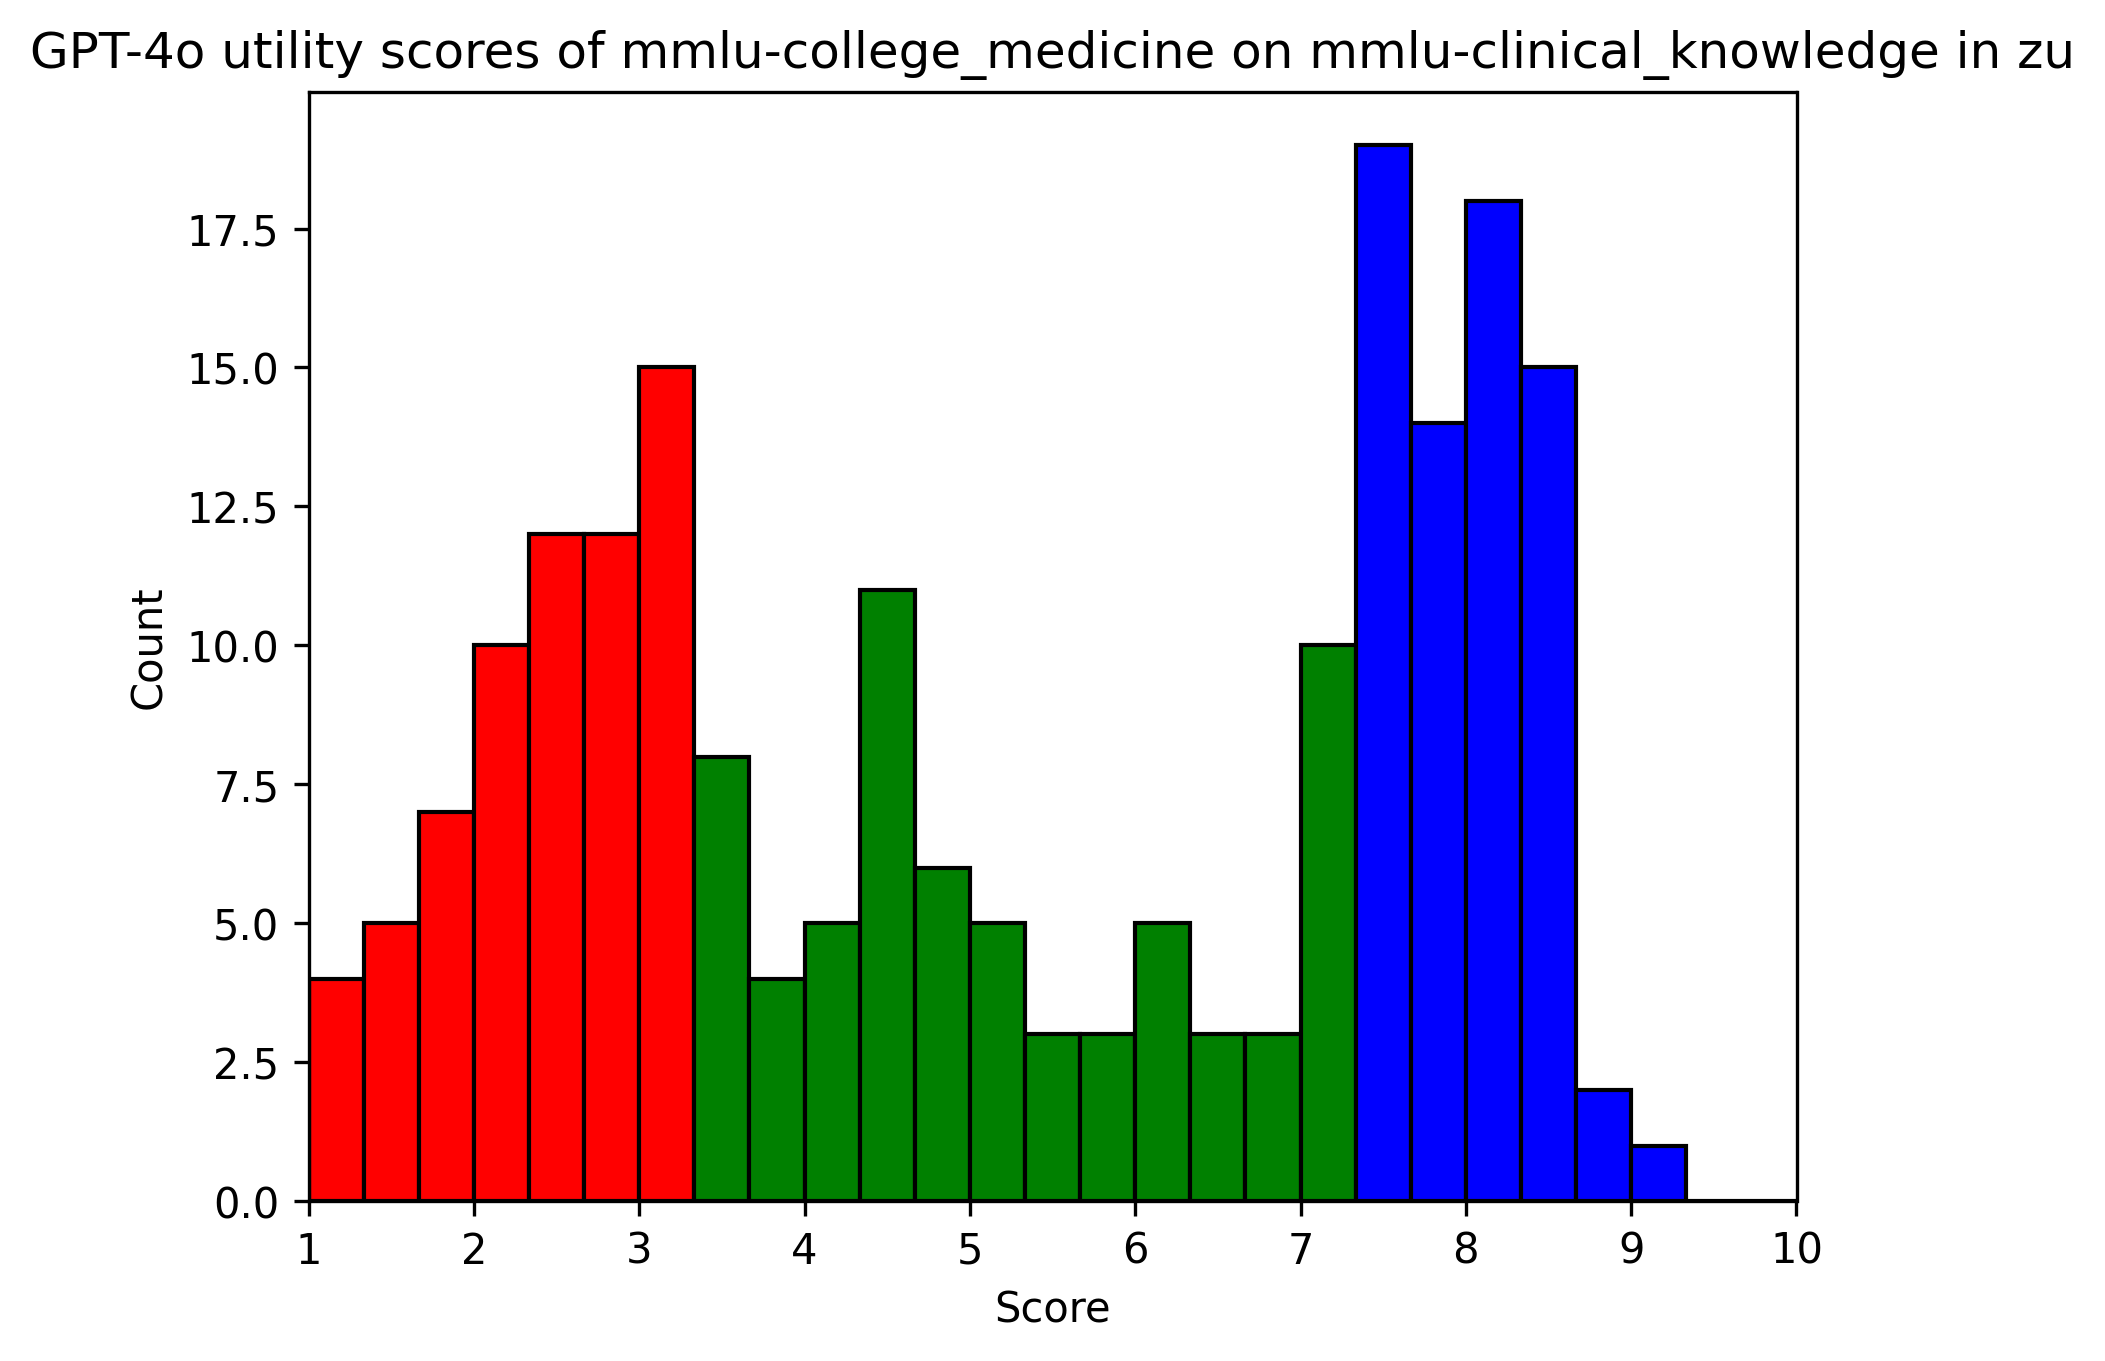 GPT-4o utility scores of mmlu-college_medicine on mmlu-clinical_knowledge in zu
17.5
15.0
12.5
10.0
7.5
5.0
2.5
0.0
Count
1 2 3 4 5 6 7 8 9 10
Score